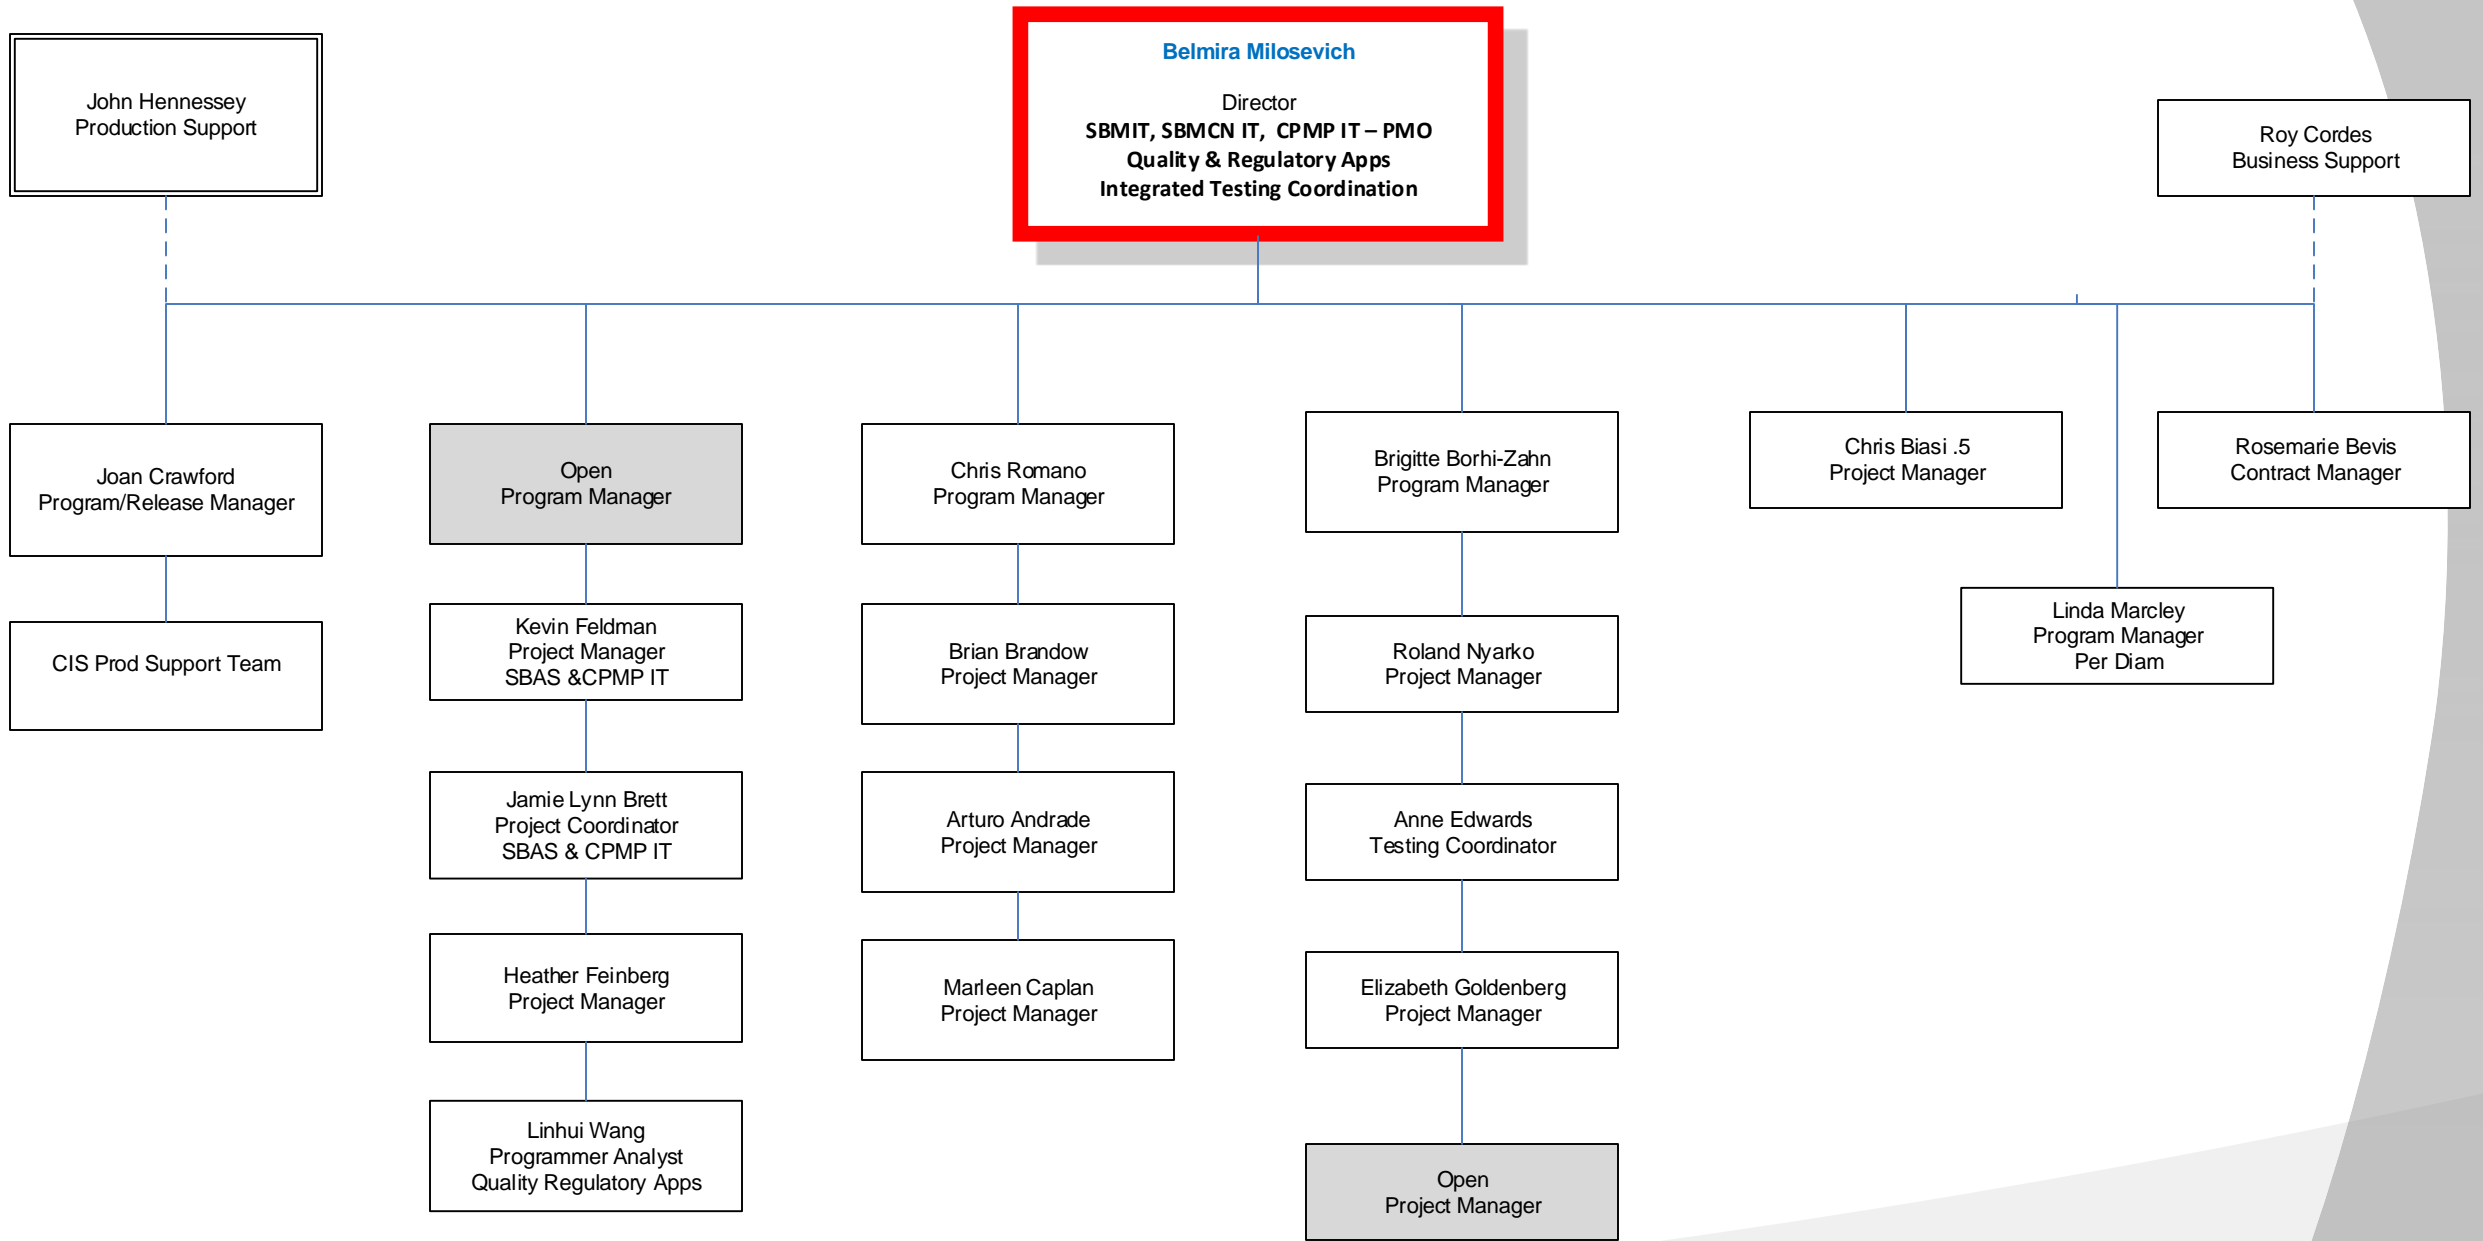 Belmira Milosevich
Director
SBMIT, SBMCN IT, CPMP IT – PMO
Quality & Regulatory Apps
Integrated Testing Coordination
John Hennessey
Production Support
Roy Cordes
Business Support
Joan Crawford
Program/Release Manager
CIS Prod Support Team
Open
Program Manager
Kevin Feldman
Project Manager
SBAS &CPMP IT
Jamie Lynn Brett
Project Coordinator
SBAS & CPMP IT
Heather Feinberg
Project Manager
Linhui Wang
Programmer Analyst
Quality Regulatory Apps
Chris Romano
Program Manager
Brian Brandow
Project Manager
Arturo Andrade
Project Manager
Marleen Caplan
Project Manager
Brigitte Borhi-Zahn
Program Manager
Roland Nyarko
Project Manager
Anne Edwards
Testing Coordinator
Elizabeth Goldenberg
Project Manager
Open
Project Manager
Chris Biasi .5
Project Manager
Linda Marcley
Program Manager
Per Diam
Rosemarie Bevis
Contract Manager